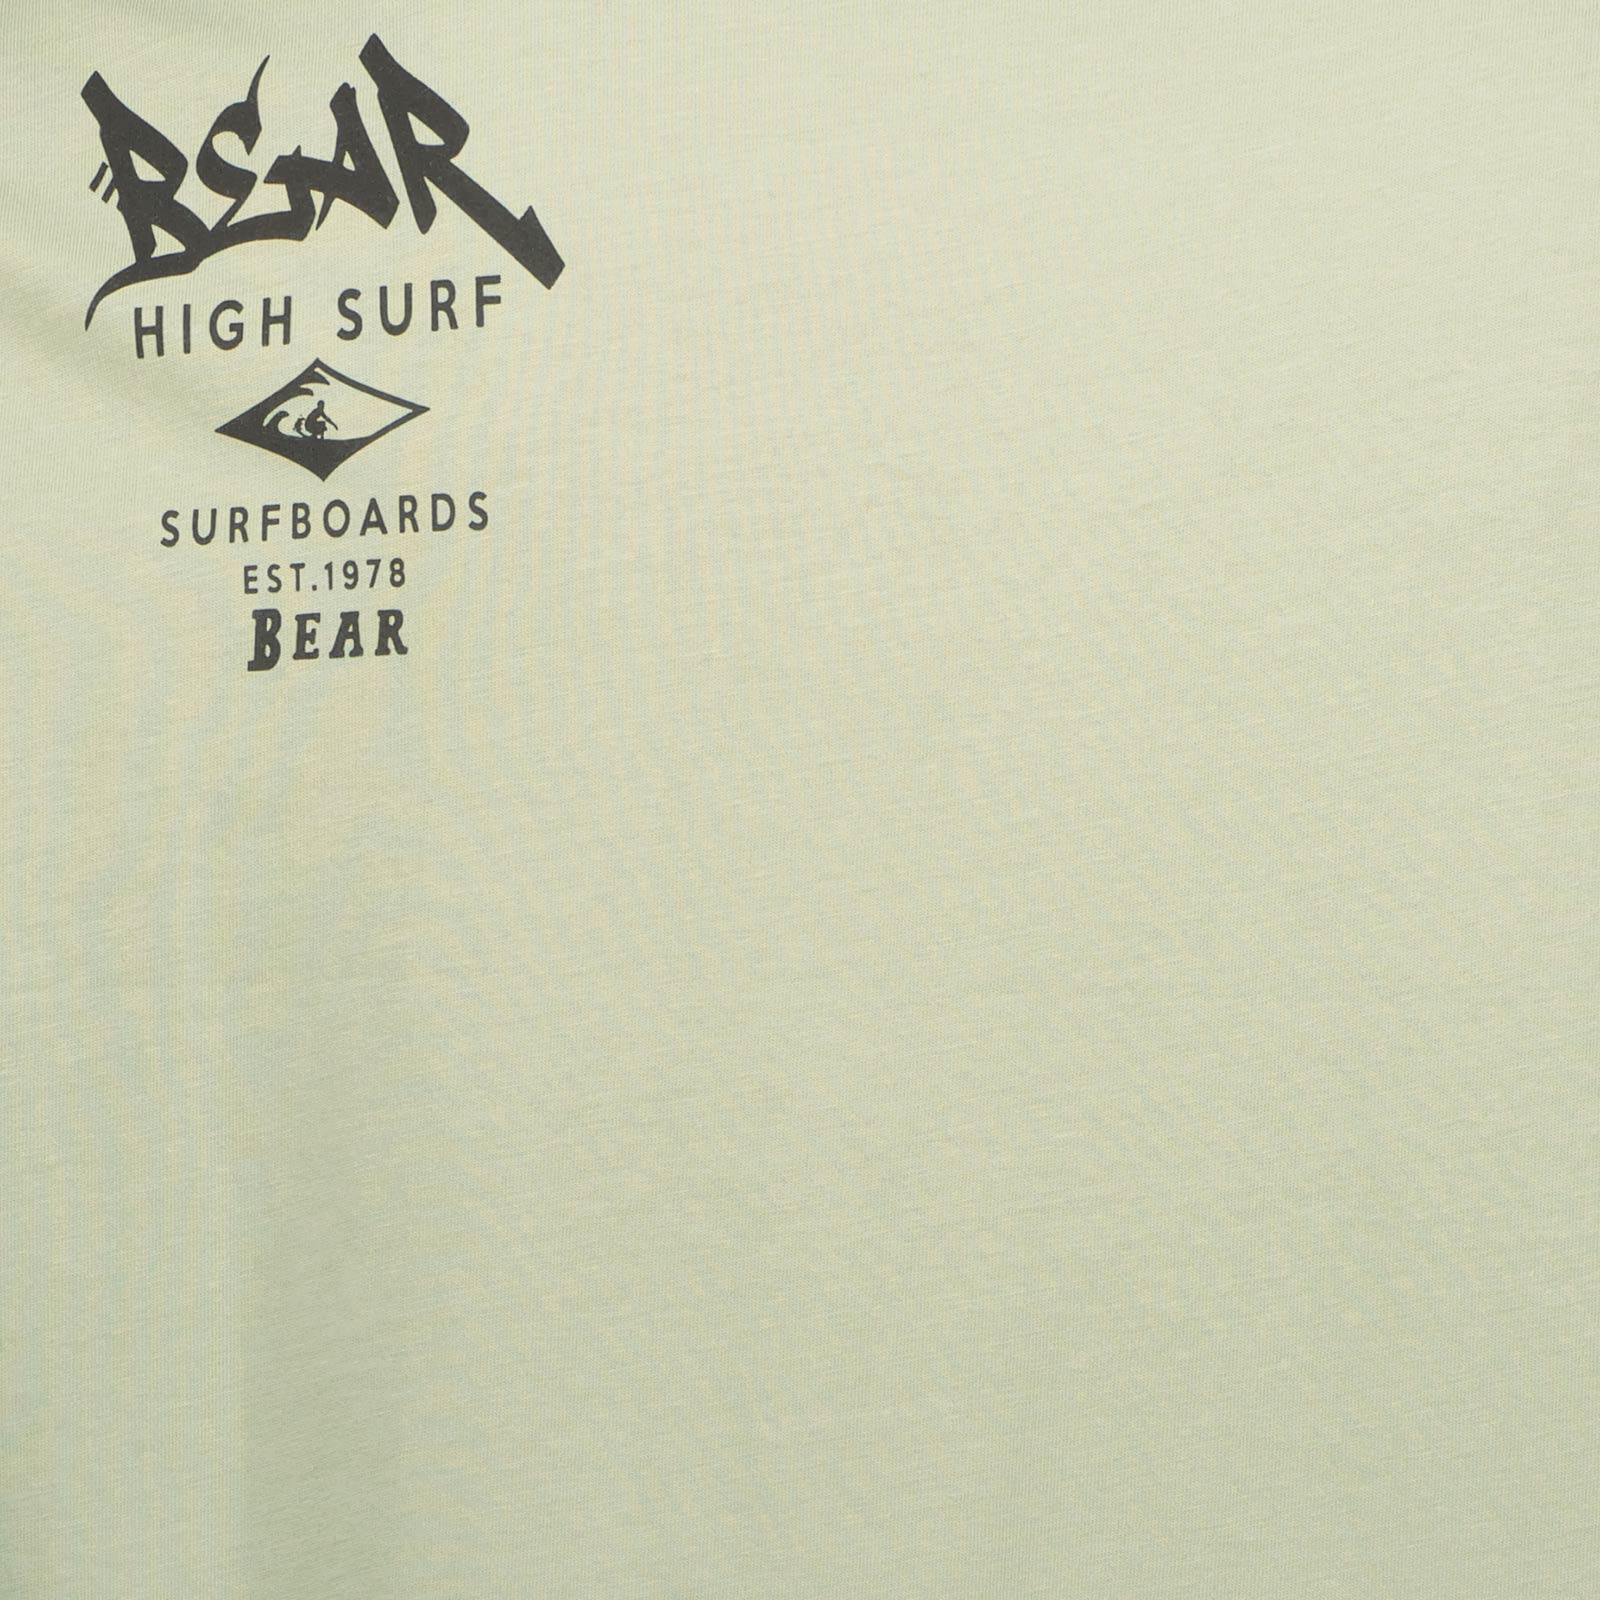 BEAR
HIGH SURF
SURFBOARDS
EST.1978
BEAR